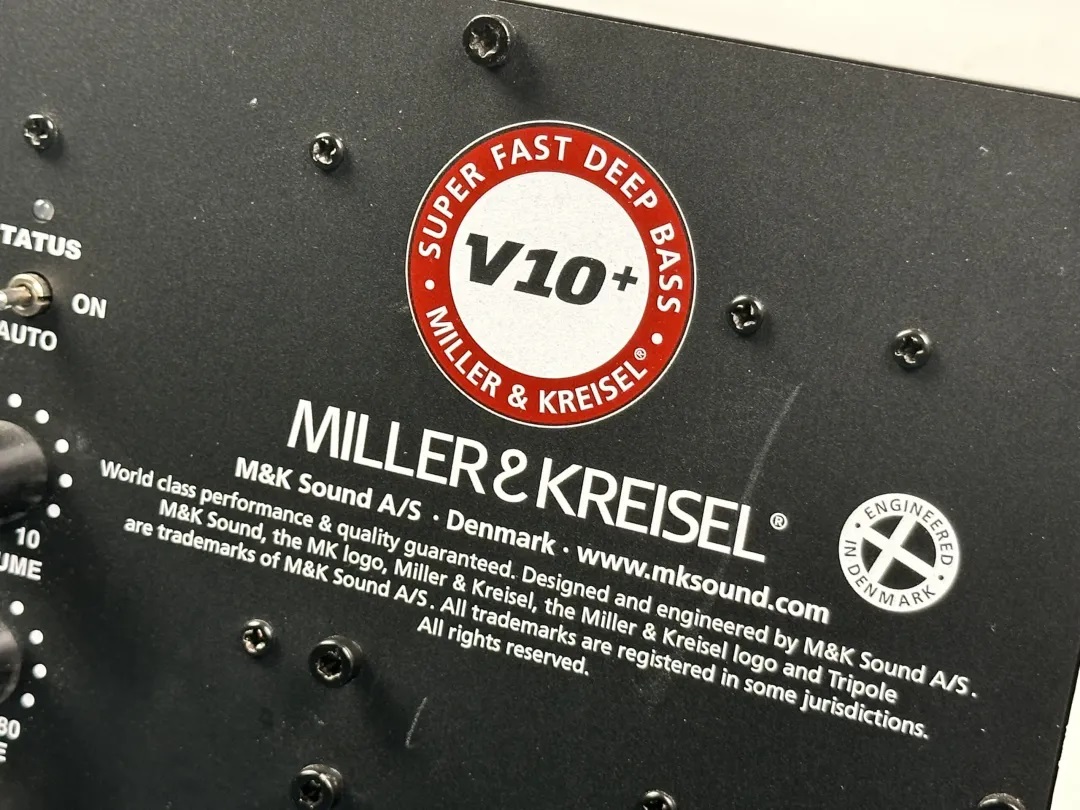 SUPER FAST DEEP BASS
V10+
MILLER & KREISEL®
TATUS
ON
AUTO
10
UME
80
E
MILLER & KREISEL®
M&K Sound A/S · Denmark · www.mksound.com
World class performance & quality guaranteed. Designed and engineered by M&K Sound A/S.
M&K Sound, the MK logo, Miller & Kreisel, the Miller & Kreisel logo and Tripole
are trademarks of M&K Sound A/S. All trademarks are registered in some jurisdictions.
All rights reserved.
ENGINEERED
IN DENMARK